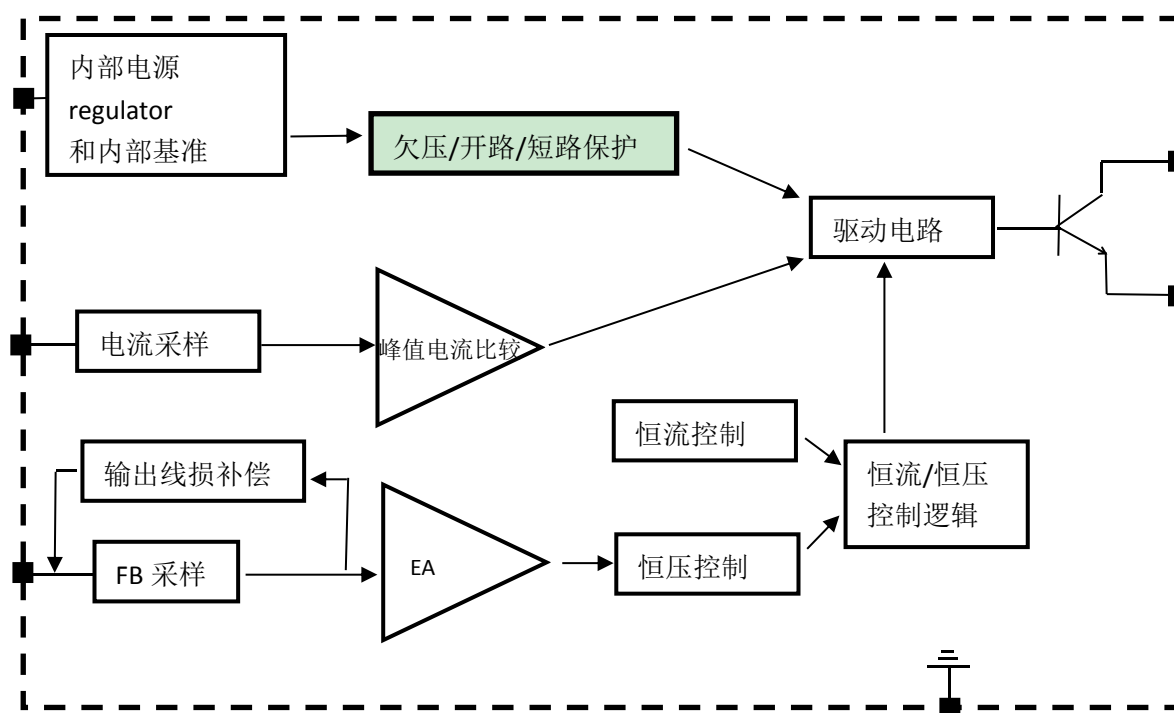 内部电源
regulator
和内部基准
欠压/开路/短路保护
驱动电路
电流采样
峰值电流比较
恒流控制
输出线损补偿
恒流/恒压
控制逻辑
FB 采样
EA
恒压控制